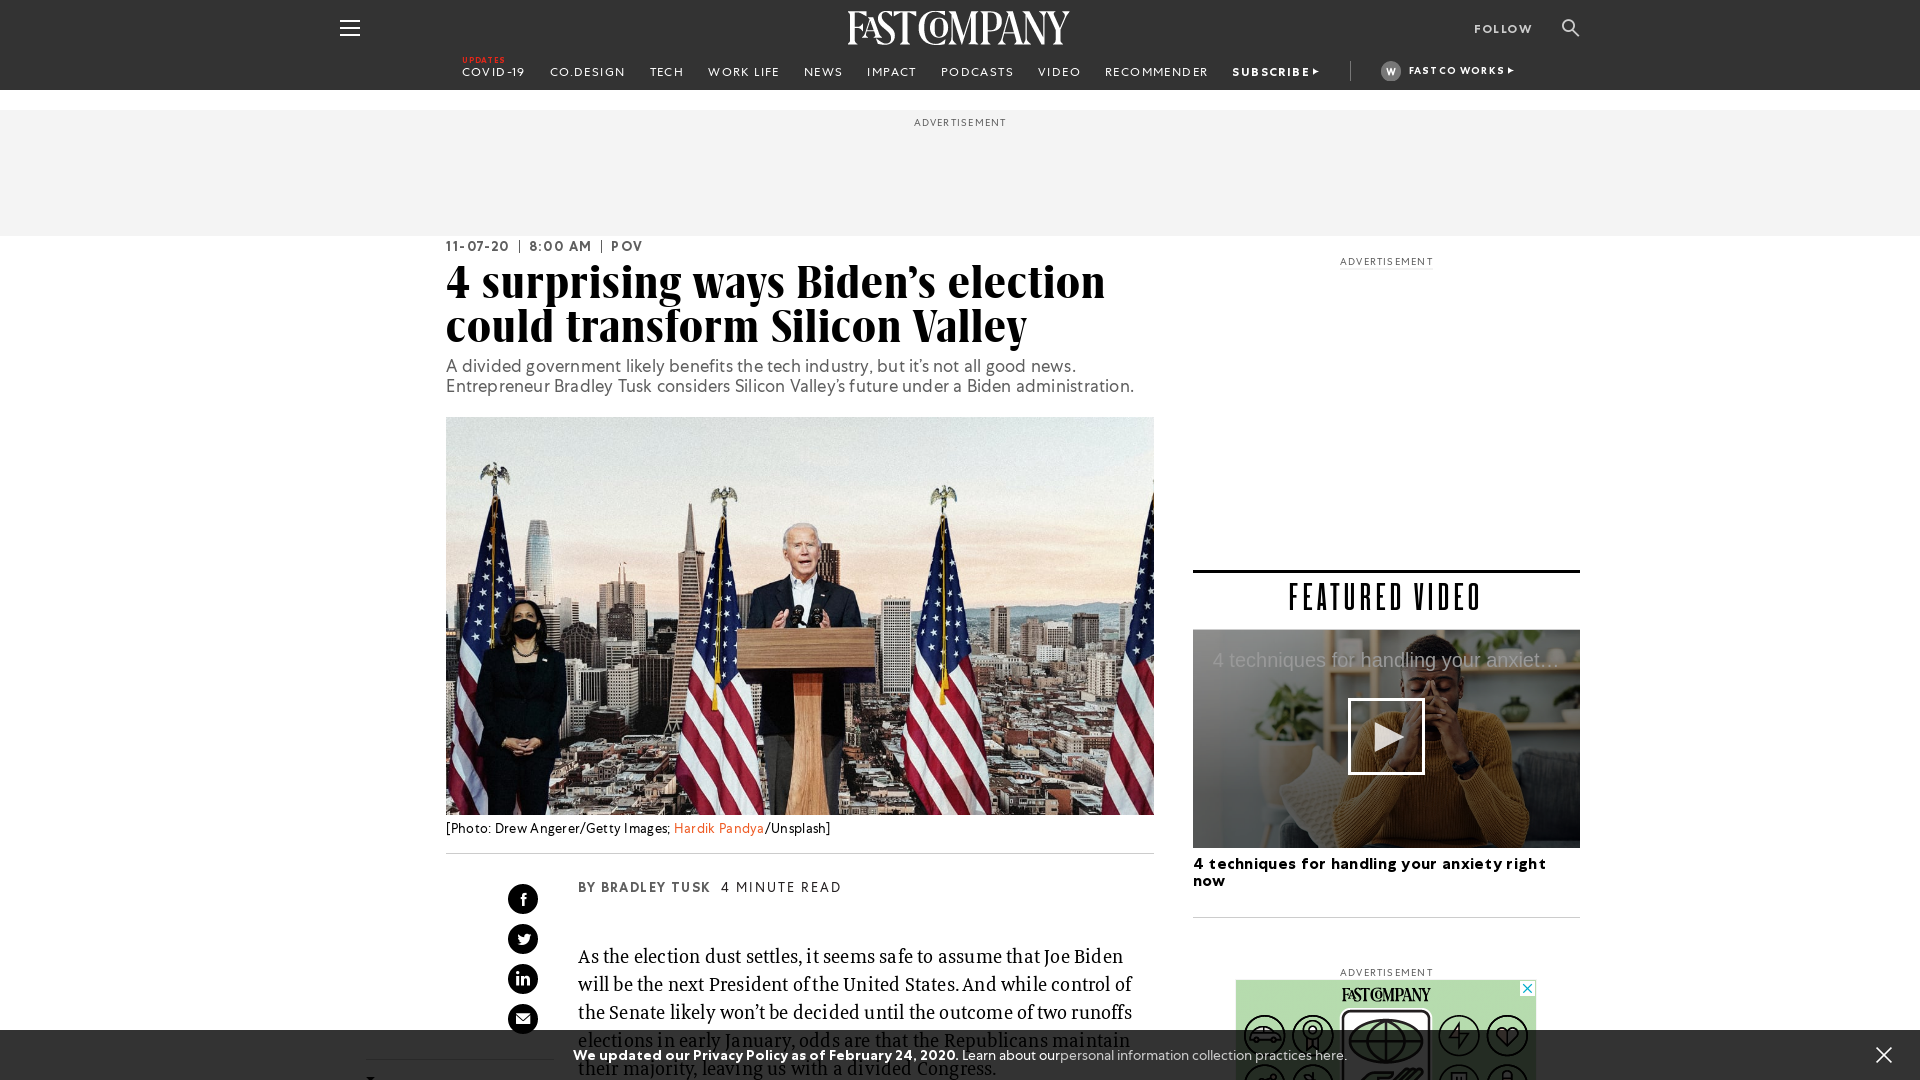 FAST COMPANY
FOLLOW
UPDATES
COVID-19 CO.DESIGN TECH WORK LIFE NEWS IMPACT PODCASTS VIDEO RECOMMENDER SUBSCRIBE W FASTCO WORKS
ADVERTISEMENT
11-07-20 | 8:00 AM | POV
4 surprising ways Biden’s election
could transform Silicon Valley
A divided government likely benefits the tech industry, but it’s not all good news.
Entrepreneur Bradley Tusk considers Silicon Valley’s future under a Biden administration.
[Photo: Drew Angerer/Getty Images; Hardik Pandya/Unsplash]
BY BRADLEY TUSK 4 MINUTE READ
As the election dust settles, it seems safe to assume that Joe Biden
will be the next President of the United States. And while control of
the Senate likely won’t be decided until the outcome of two runoffs
elections in early January, odds are that the Republicans maintain
their majority, leaving us with a divided Congress.
ADVERTISEMENT
FEATURED VIDEO
4 techniques for handling your anxiet...
4 techniques for handling your anxiety right
now
ADVERTISEMENT
FAST COMPANY
We updated our Privacy Policy as of February 24, 2020. Learn about our personal information collection practices here.